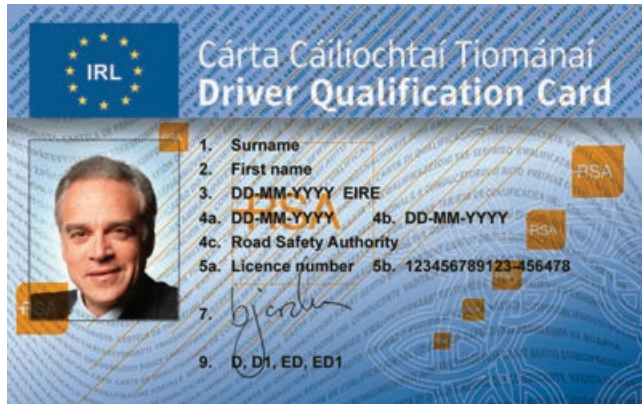 IRL
Cárta Cáilíochtaí Tiománaí
Driver Qualification Card
1. Surname
2. First name
3. DD-MM-YYYY EIRE
4a. DD-MM-YYYY 4b. DD-MM-YYYY
4c. Road Safety Authority
5a. Licence number 5b. 123456789123-456478
7.
9. D, D1, ED, ED1
RSA
RSA
RSA
RSA
RSA